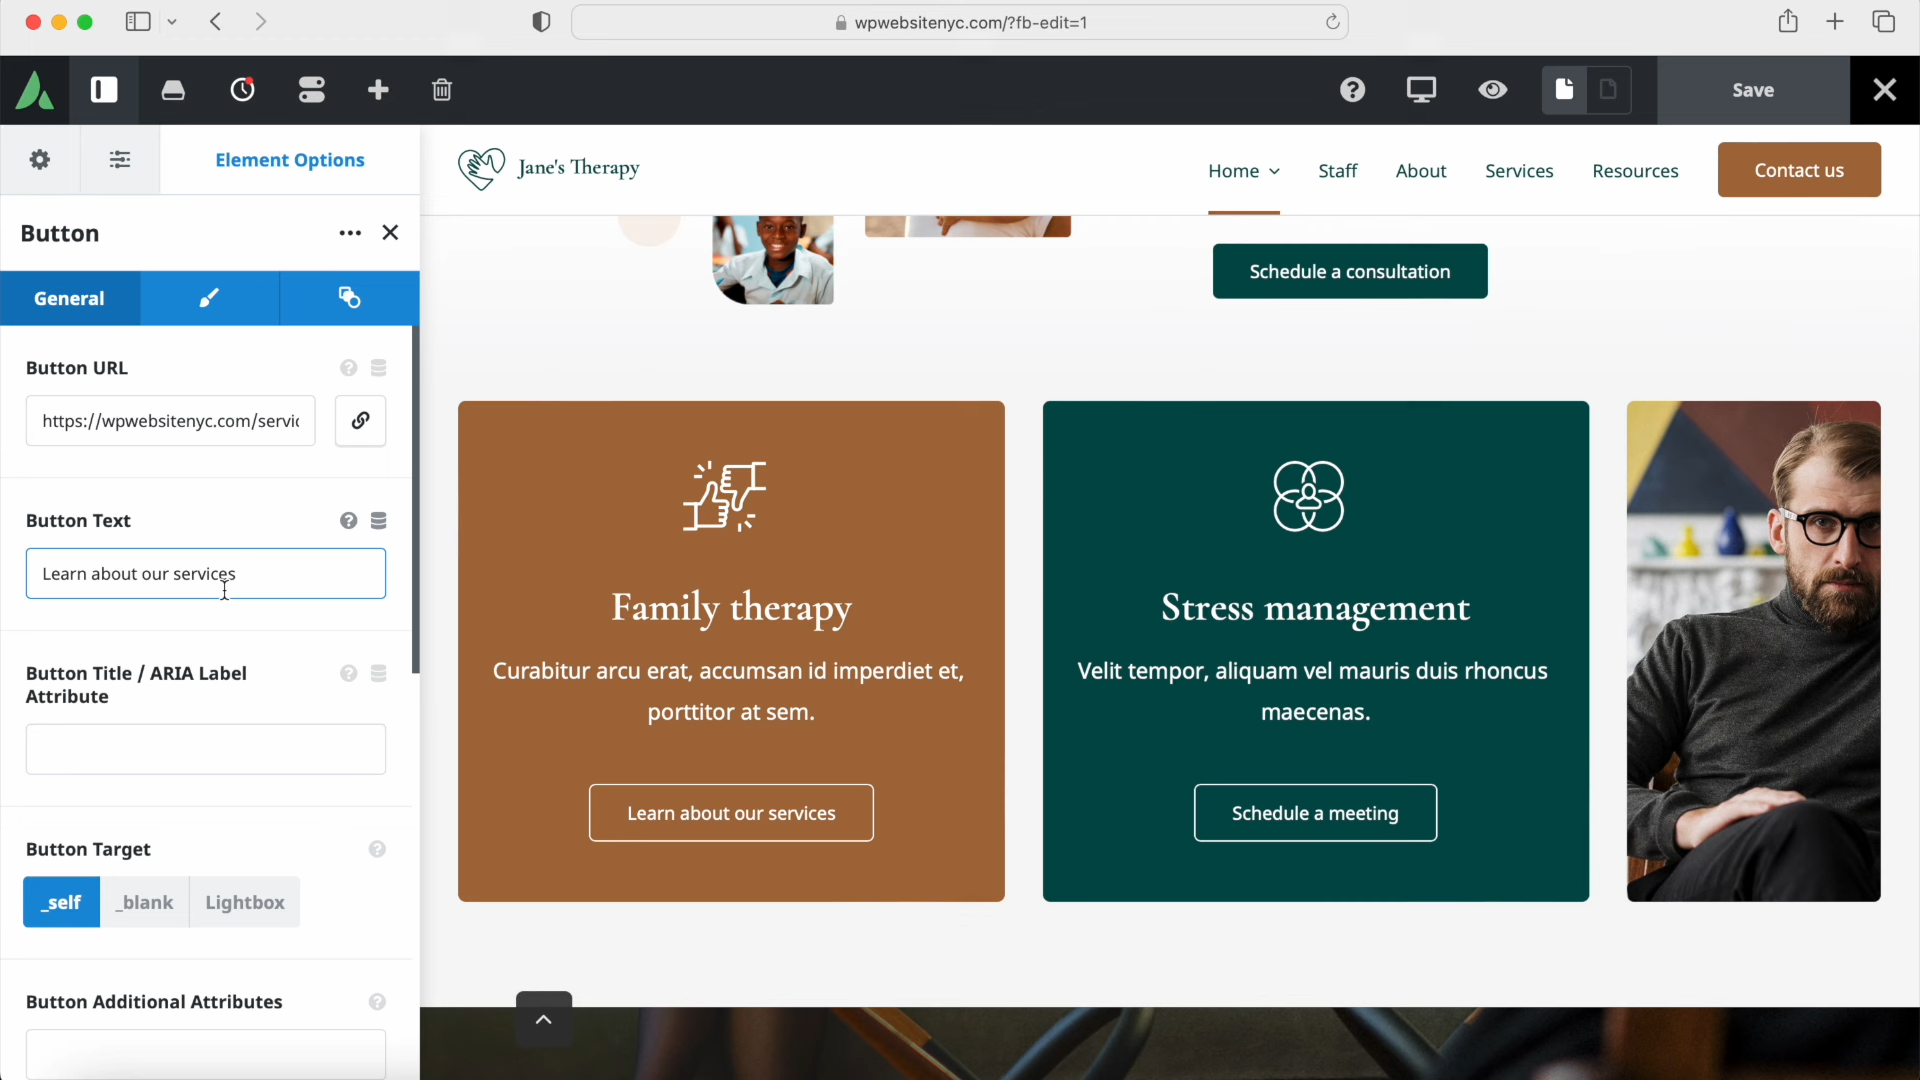 wpwebsitenyc.com/?fb-edit=1
Save
Element Options
Jane's Therapy
Home
Staff
About
Services
Resources
Contact us
Button
General
Schedule a consultation
Button URL
https://wpwebsitenyc.com/servic
Button Text
Learn about our services
Button Title / ARIA Label
Attribute
Button Target
_self
_blank
Lightbox
Button Additional Attributes
Family therapy
Curabitur arcu erat, accumsan id imperdiet et,
porttitor at sem.
Learn about our services
Stress management
Velit tempor, aliquam vel mauris duis rhoncus
maecenas.
Schedule a meeting